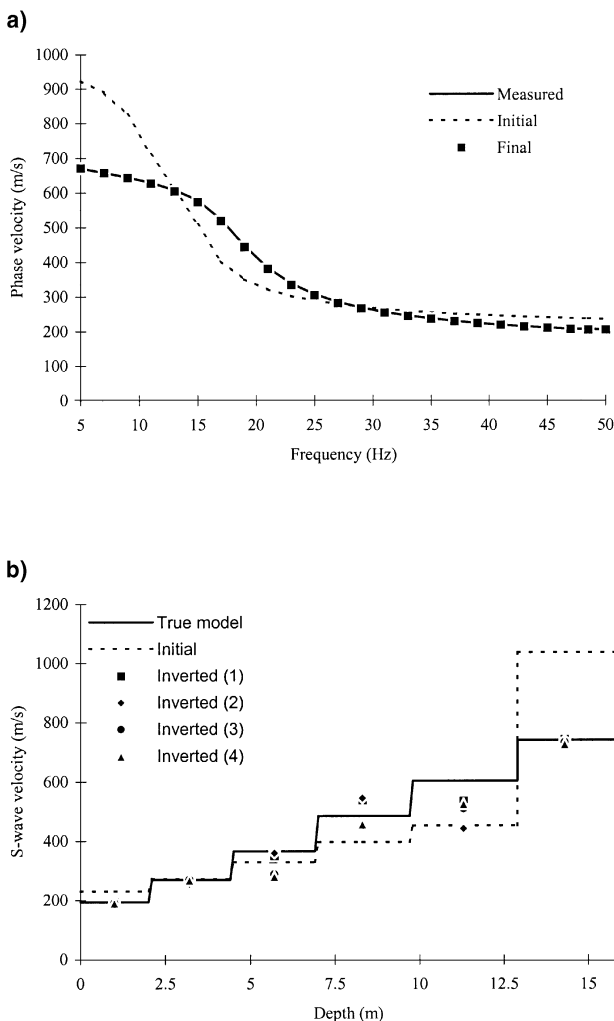 a)
1000
900
800
700
600
500
400
300
200
100
0
Phase velocity (m/s)
Measured
Initial
Final
5 10 15 20 25 30 35 40 45 50
Frequency (Hz)
b)
1200
1000
800
600
400
200
0
S-wave velocity (m/s)
True model
Initial
Inverted (1)
Inverted (2)
Inverted (3)
Inverted (4)
0 2.5 5 7.5 10 12.5 15
Depth (m)